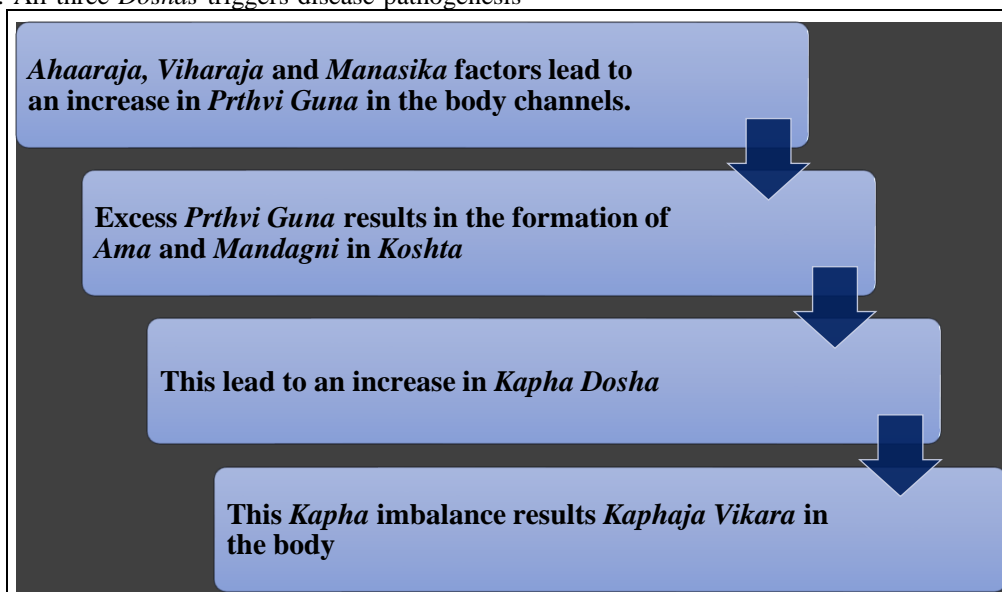 . All three Doshas triggers disease pathogenesis
Ahaaraja, Viharaja and Manasika factors lead to
an increase in Prthvi Guna in the body channels.
Excess Prthvi Guna results in the formation of
Ama and Mandagni in Koshta
This lead to an increase in Kapha Dosha
This Kapha imbalance results Kaphaja Vikara in
the body